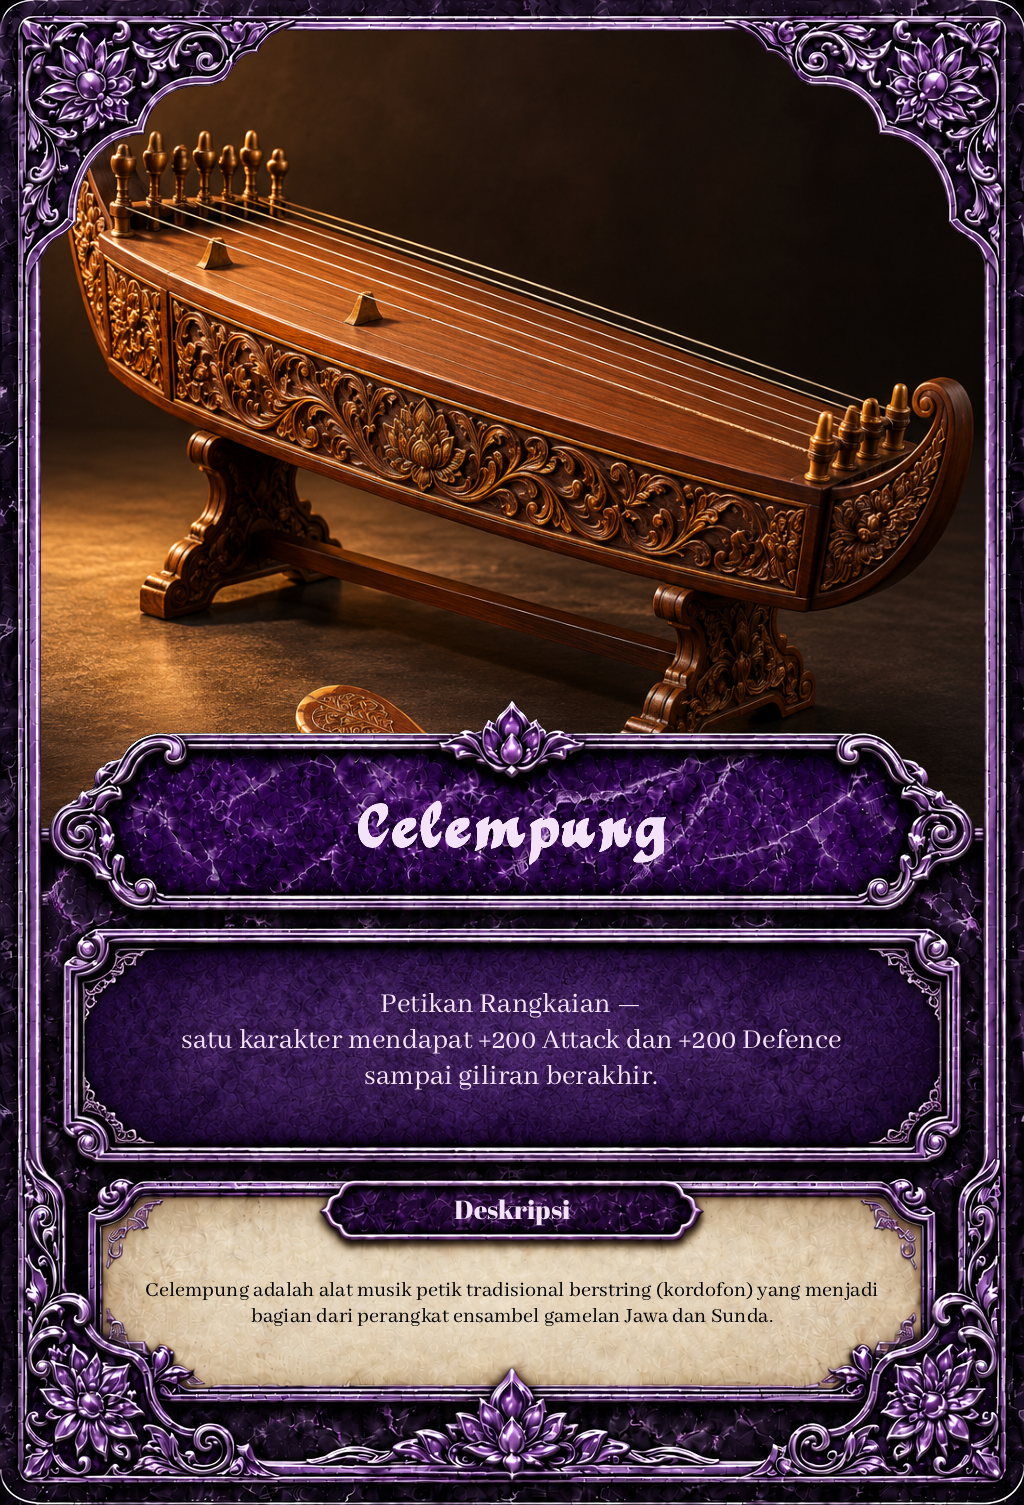 Celempung
Petikan Rangkaian —
satu karakter mendapat +200 Attack dan +200 Defence
sampai giliran berakhir.
Deskripsi
Celempung adalah alat musik petik tradisional berstring (kordofon) yang menjadi
bagian dari perangkat ensambel gamelan Jawa dan Sunda.